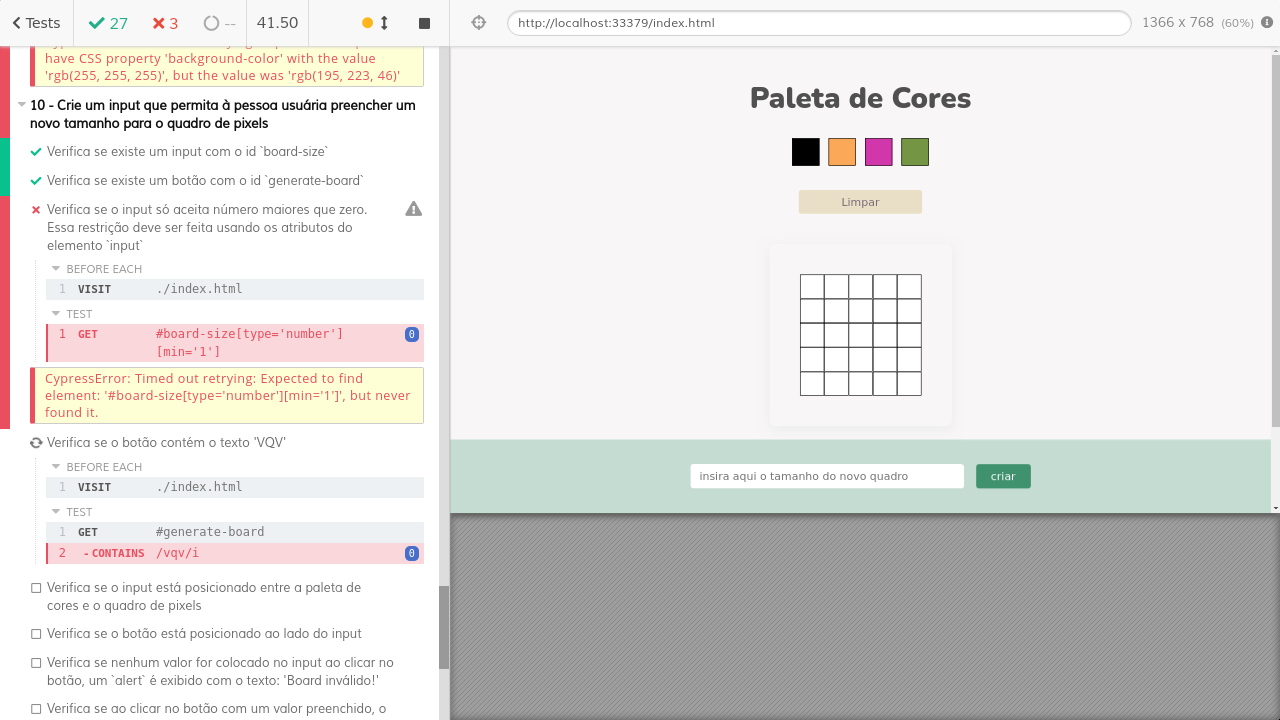 Tests
27
3
--
41.50
http://localhost:33379/index.html
1366 x 768 (60%)
have CSS property 'background-color' with the value
'rgb(255, 255, 255)', but the value was 'rgb(195, 223, 46)'
10 - Crie um input que permita à pessoa usuária preencher um
novo tamanho para o quadro de pixels
Verifica se existe um input com o id `board-size`
Verifica se existe um botão com o id `generate-board`
Verifica se o input só aceita número maiores que zero.
Essa restrição deve ser feita usando os atributos do
elemento `input`
BEFORE EACH
1 VISIT ./index.html
TEST
1 GET #board-size[type='number']
[min='1'] 0
CypressError: Timed out retrying: Expected to find
element: '#board-size[type='number'][min='1']', but never
found it.
Verifica se o botão contém o texto 'VQV'
BEFORE EACH
1 VISIT ./index.html
TEST
1 GET #generate-board
2 -CONTAINS /vqv/i 0
Verifica se o input está posicionado entre a paleta de
cores e o quadro de pixels
Verifica se o botão está posicionado ao lado do input
Verifica se nenhum valor for colocado no input ao clicar no
botão, um `alert` é exibido com o texto: 'Board inválido!'
Verifica se ao clicar no botão com um valor preenchido, o
Paleta de Cores
Limpar
insira aqui o tamanho do novo quadro
criar